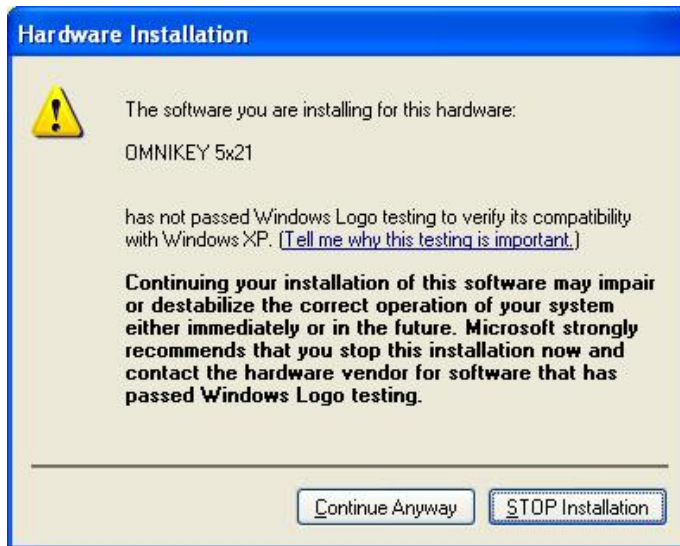 Hardware Installation
The software you are installing for this hardware:
OMNIKEY 5x21
has not passed Windows Logo testing to verify its compatibility
with Windows XP. (Tell me why this testing is important.)
Continuing your installation of this software may impair
or destabilize the correct operation of your system
either immediately or in the future. Microsoft strongly
recommends that you stop this installation now and
contact the hardware vendor for software that has
passed Windows Logo testing.
Continue Anyway
STOP Installation